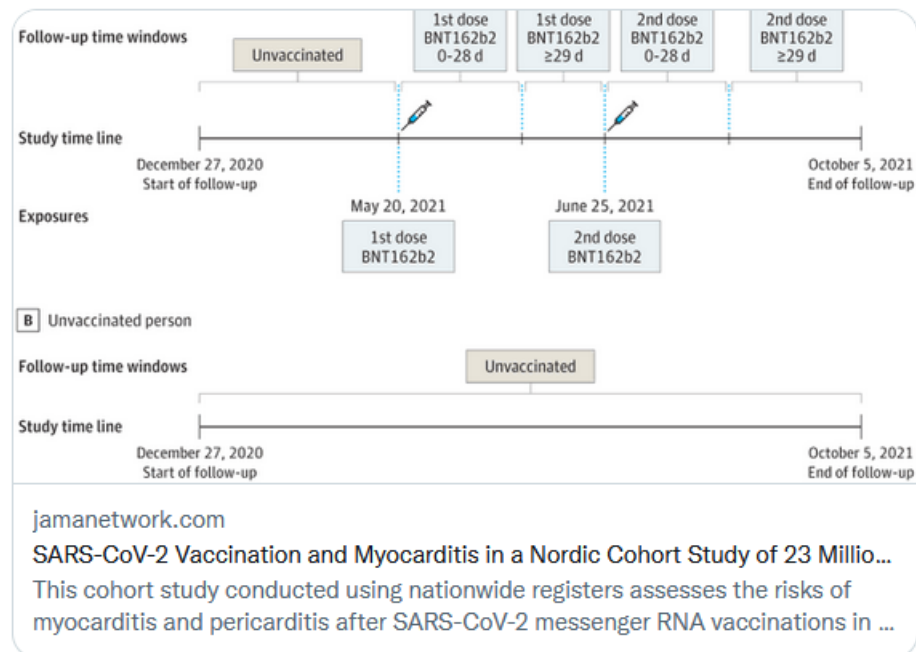 1st dose 1st dose 2nd dose 2nd dose
Follow-up time windows BNT162b2 BNT162b2 BNT162b2 BNT162b2
Unvaccinated 0-28 d ≥29 d 0-28 d ≥29 d
Study time line
December 27, 2020 October 5, 2021
Start of follow-up End of follow-up
Exposures May 20, 2021 June 25, 2021
1st dose 2nd dose
BNT162b2 BNT162b2
B Unvaccinated person
Follow-up time windows Unvaccinated
Study time line
December 27, 2020 October 5, 2021
Start of follow-up End of follow-up
jamanetwork.com
SARS-CoV-2 Vaccination and Myocarditis in a Nordic Cohort Study of 23 Millio...
This cohort study conducted using nationwide registers assesses the risks of
myocarditis and pericarditis after SARS-CoV-2 messenger RNA vaccinations in ...